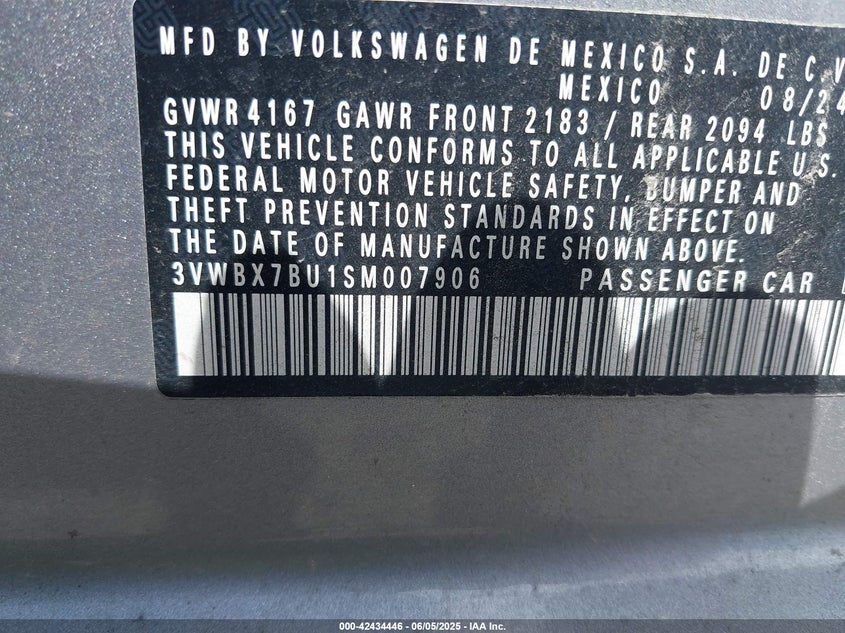 MFD BY VOLKSWAGEN DE MEXICO S.A. DE C.V
MEXICO 08/24
GVWR 4167 GAWR FRONT 2183 / REAR 2094 LBS
THIS VEHICLE CONFORMS TO ALL APPLICABLE U.S.
FEDERAL MOTOR VEHICLE SAFETY, BUMPER AND
THEFT PREVENTION STANDARDS IN EFFECT ON
THE DATE OF MANUFACTURE SHOWN ABOVE.
3VWBX7BU1SM007906 PASSENGER CAR
000-42434446 - 06/05/2025 - IAA Inc.